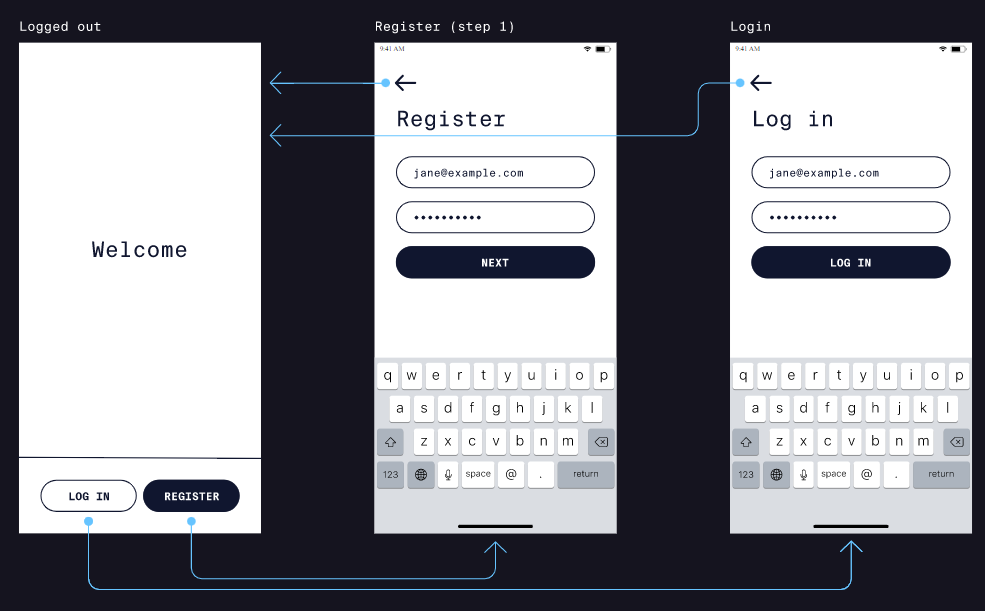 Logged out
Welcome
LOG IN
REGISTER
Register (step 1)
9:41 AM
Register
jane@example.com
••••••••••
NEXT
q w e r t y u i o p
a s d f g h j k l
z x c v b n m
123 space @ . return
Login
9:41 AM
Log in
jane@example.com
••••••••••
LOG IN
q w e r t y u i o p
a s d f g h j k l
z x c v b n m
123 space @ . return